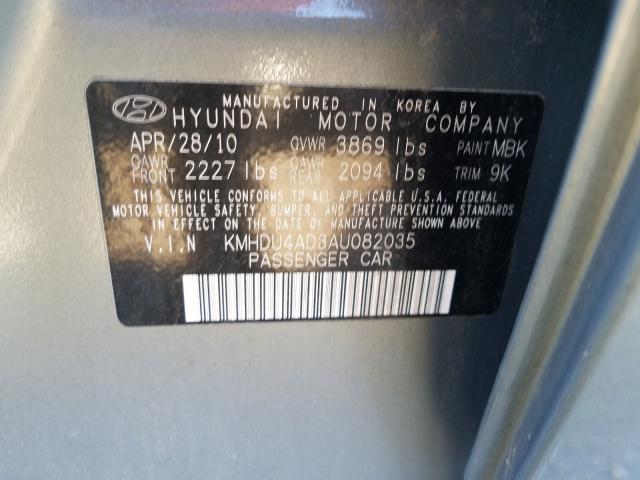 MANUFACTURED IN KOREA BY
HYUNDAI MOTOR COMPANY
APR/28/10 GVWR 3869 lbs PAINT MBK
GAWR FRONT 2227 lbs GAWR REAR 2094 lbs TRIM 9K
THIS VEHICLE CONFORMS TO ALL APPLICABLE U.S.A. FEDERAL
MOTOR VEHICLE SAFETY, BUMPER, AND THEFT PREVENTION STANDARDS
IN EFFECT ON THE DATE OF MANUFACTURE SHOWN ABOVE
V.I.N KMHDU4AD3AU082035
PASSENGER CAR